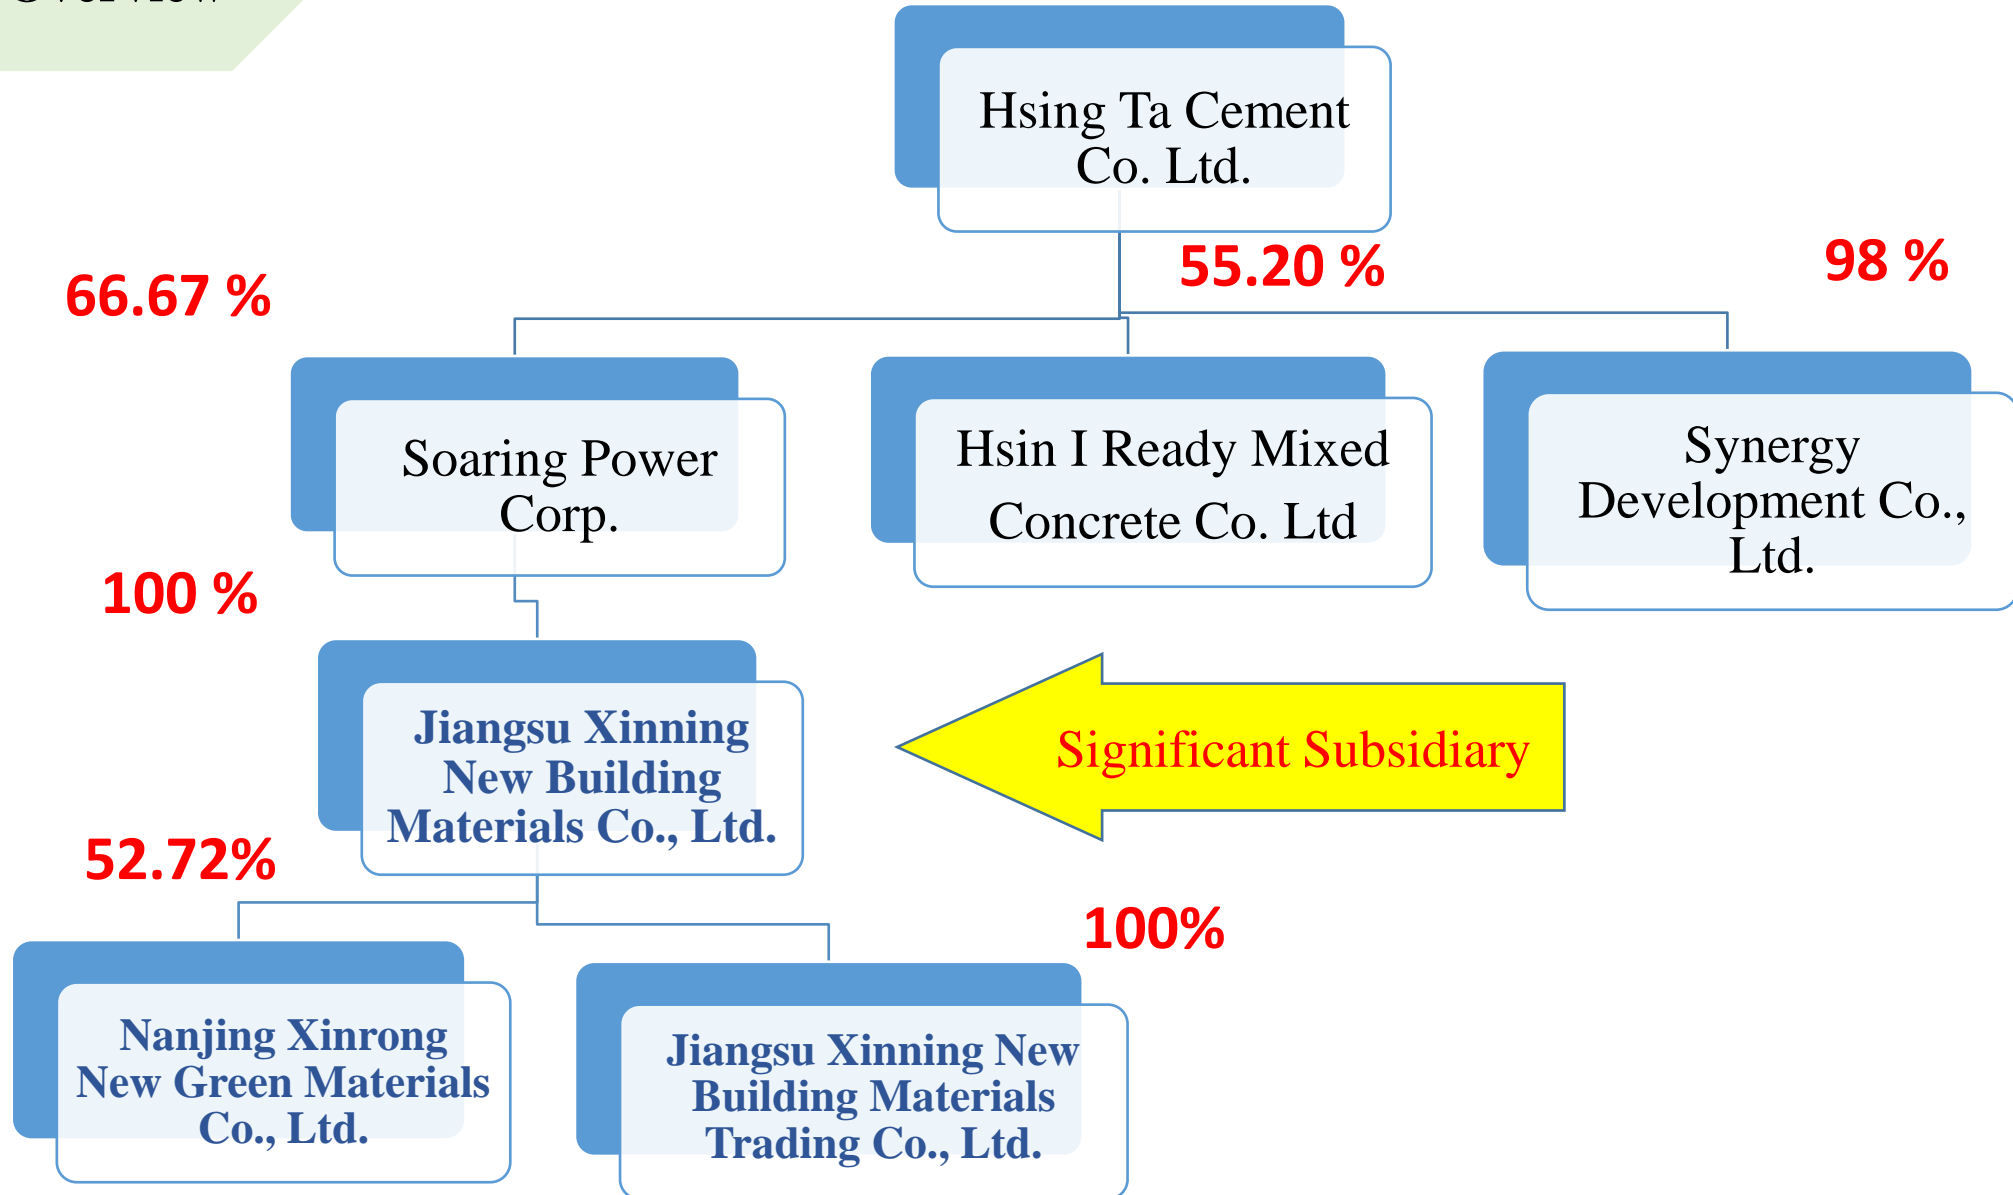 Hsing Ta Cement
Co. Ltd.
66.67 %
55.20 %
98 %
Soaring Power
Corp.
Hsin I Ready Mixed
Concrete Co. Ltd
Synergy
Development Co.,
Ltd.
100 %
Jiangsu Xinning
New Building
Materials Co., Ltd.
Significant Subsidiary
52.72%
100%
Nanjing Xinrong
New Green Materials
Co., Ltd.
Jiangsu Xinning New
Building Materials
Trading Co., Ltd.